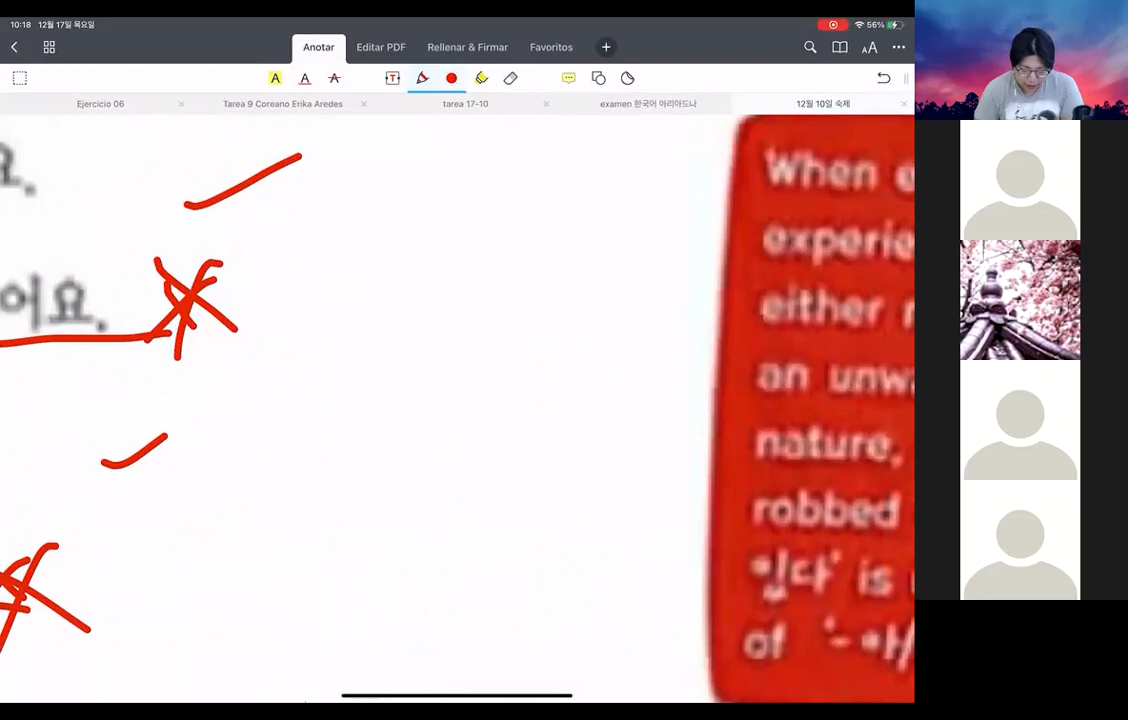 10:18 12월 17일 목요일
56%
Anotar Editar PDF Rellenar & Firmar Favoritos
Ejercicio 06 Tarea 9 Coreano Erika Aredes tarea 17-10 examen 한국어 아리아드나 12월 10일 숙제
요.
어요.
When e
experie
either
an unw
nature,
robbed
있다' is
of '-아/